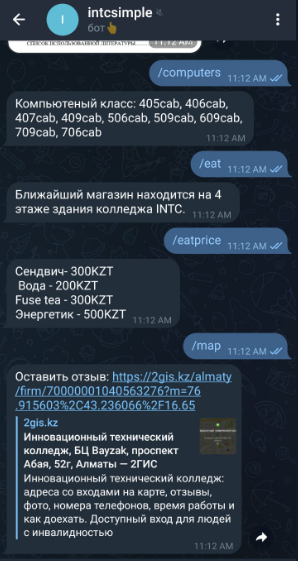 intcsimple
бот
СПИСОК ИСПОЛЬЗОВАННОЙ ЛИТЕРАТУРЫ
11:12 AM
/computers
11:12 AM
Компьютеный класс: 405cab, 406cab,
407cab, 409cab, 506cab, 509cab, 609cab,
709cab, 706cab
11:12 AM
/eat
11:12 AM
Ближайший магазин находится на 4
этаже здания колледжа INTC.
11:12 AM
/eatprice
11:12 AM
Сендвич- 300KZT
Вода - 200KZT
Fuse tea - 300KZT
Энергетик - 500KZT
11:12 AM
/map
11:12 AM
Оставить отзыв: https://2gis.kz/almaty
/firm/70000001040563276?m=76
.915603%2C43.236066%2F16.65
2gis.kz
Инновационный технический
колледж, БЦ Bayzak, проспект
Абая, 52г, Алматы — 2ГИС
Инновационный технический колледж:
адреса со входами на карте, отзывы,
фото, номера телефонов, время работы и
как доехать. Доступный вход для людей
с инвалидностью
11:12 AM